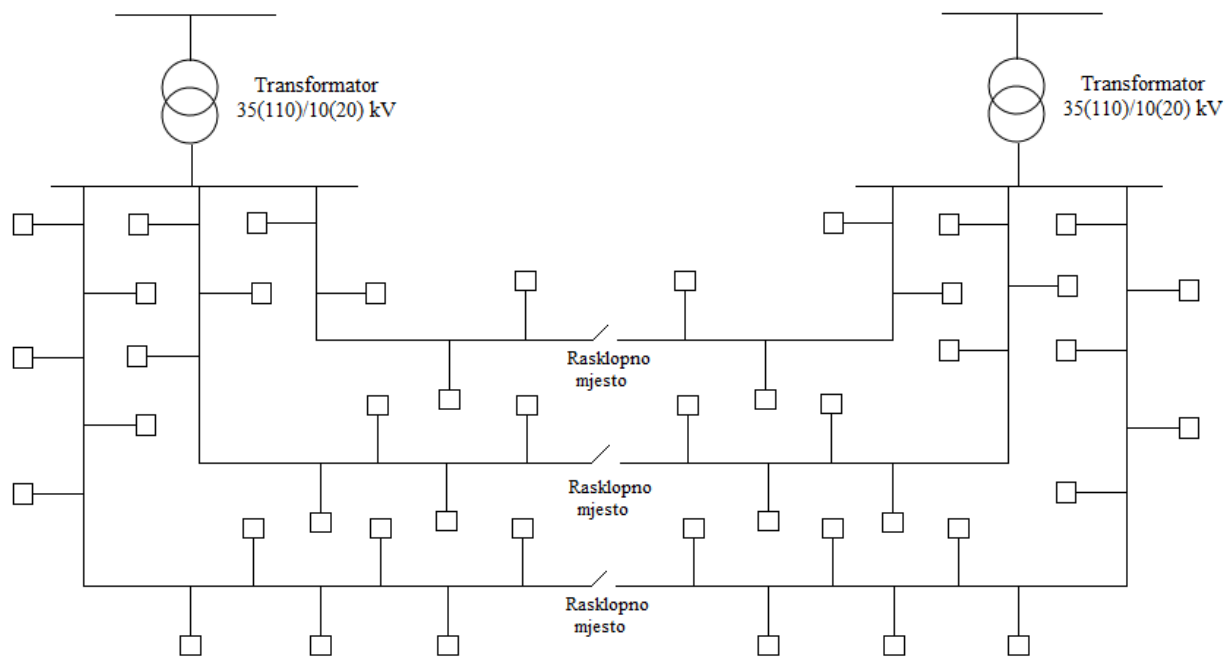 Transformator
35(110)/10(20) kV
Transformator
35(110)/10(20) kV
Rasklopno
mjesto
Rasklopno
mjesto
Rasklopno
mjesto